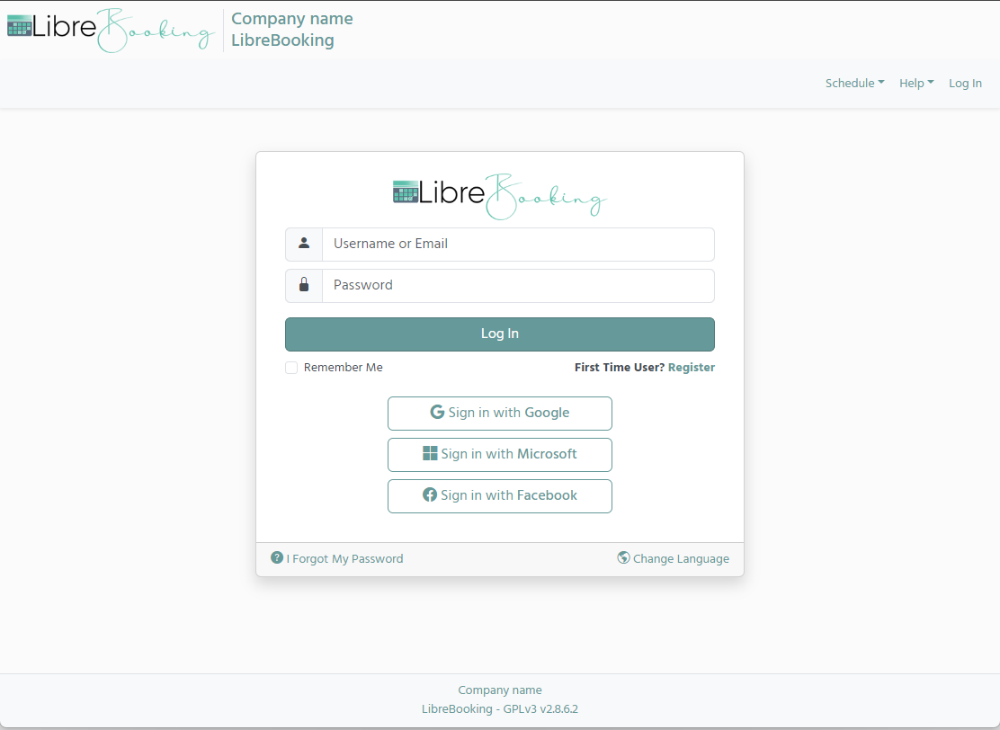 LibreBooking
Company name
LibreBooking
Schedule Help Log In
LibreBooking
Username or Email
Password
Log In
Remember Me First Time User? Register
Sign in with Google
Sign in with Microsoft
Sign in with Facebook
I Forgot My Password Change Language
Company name
LibreBooking - GPLv3 v2.8.6.2